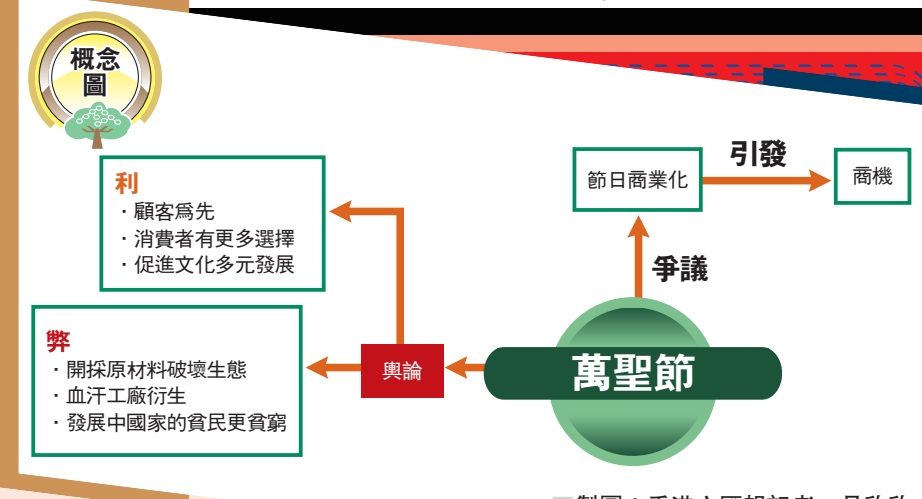 概念
圖
利
·顧客爲先
·消費者有更多選擇
·促進文化多元發展
弊
·開採原材料破壞生態
·血汗工廠衍生
·發展中國家的貧民更貧窮
輿論
萬聖節
爭議
節日商業化
引發
商機